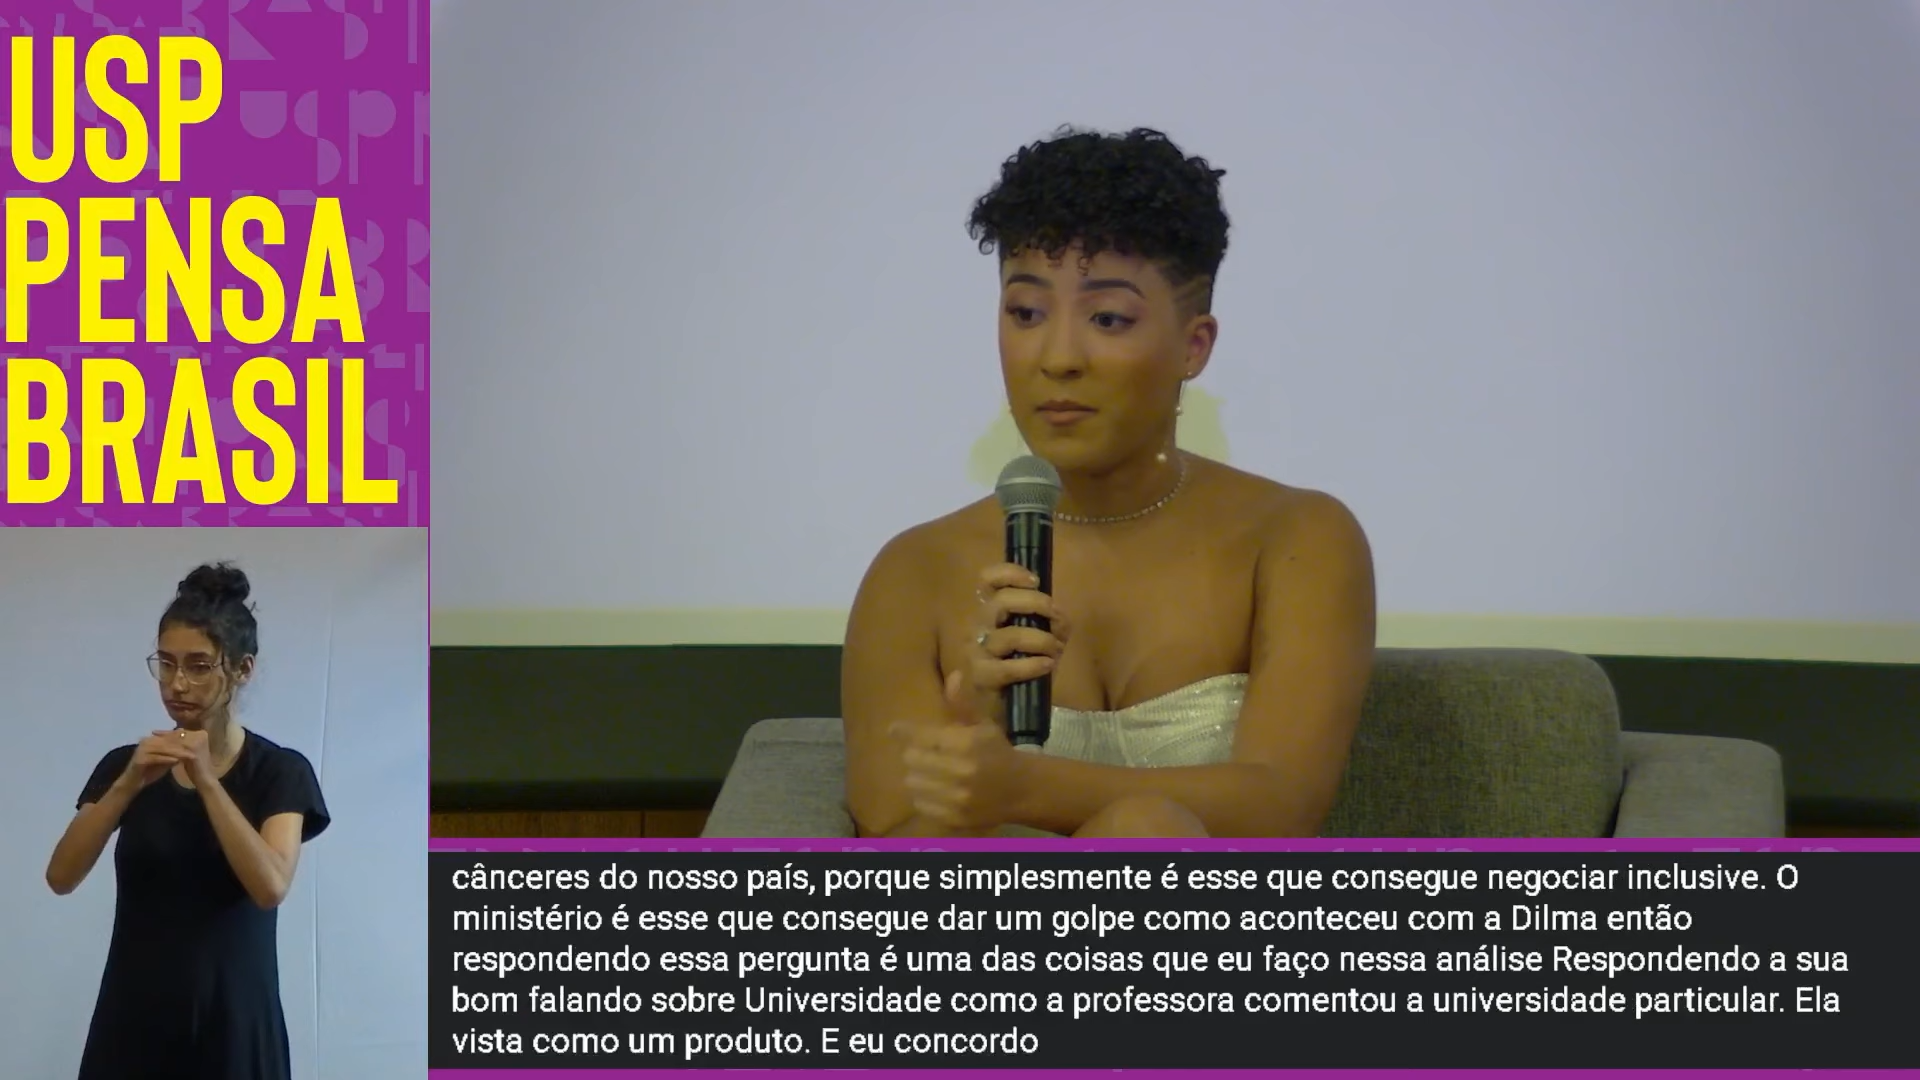 USP
PENSA
BRASIL
cânceres do nosso país, porque simplesmente é esse que consegue negociar inclusive. O
ministério é esse que consegue dar um golpe como aconteceu com a Dilma então
respondendo essa pergunta é uma das coisas que eu faço nessa análise Respondendo a sua
bom falando sobre Universidade como a professora comentou a universidade particular. Ela
vista como um produto. E eu concordo